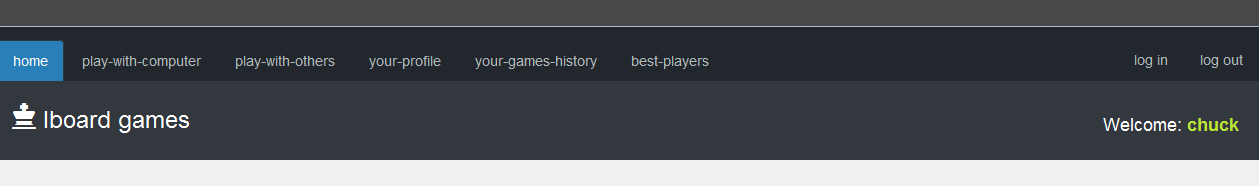 home play-with-computer play-with-others your-profile your-games-history best-players log in log out
Iboard games Welcome: chuck